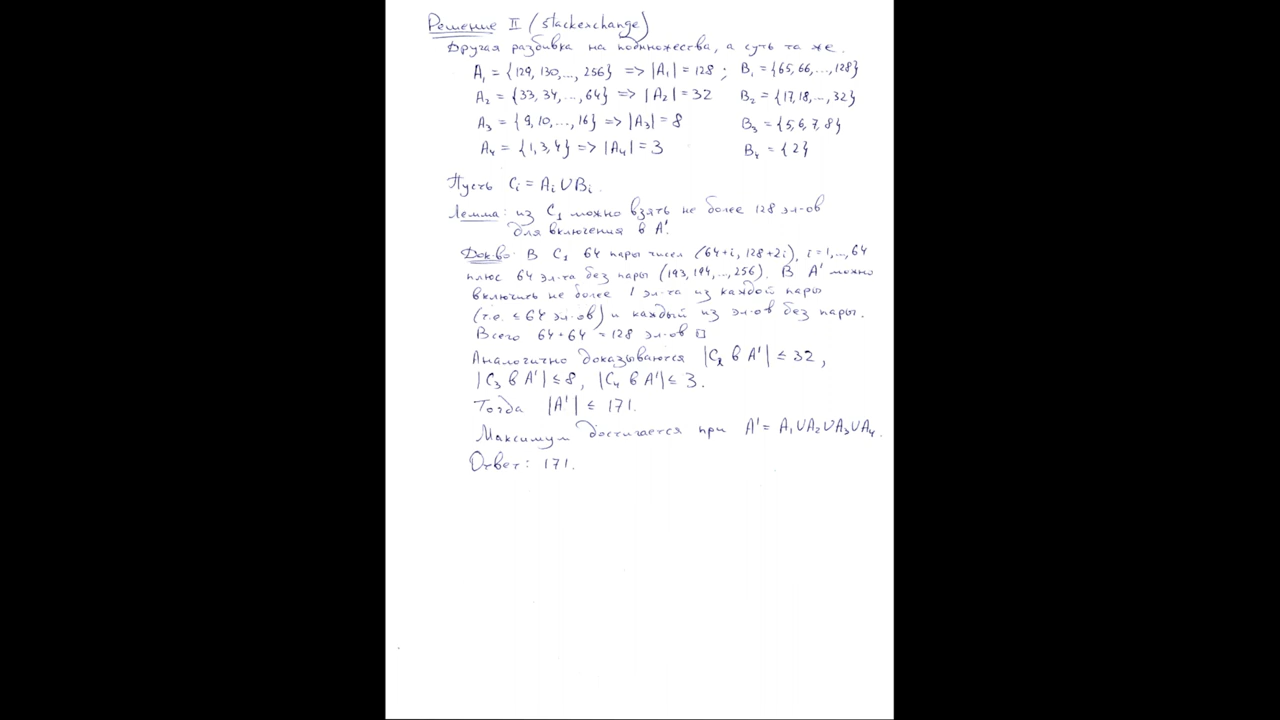 Решение II (stackexchange)
Другая разбивка на подмножества, а суть та же.
A₁ = {129, 130, ..., 256} => |A₁| = 128 ; B₁ = {65, 66, ..., 128}
A₂ = {33, 34, ..., 64} => |A₂| = 32 B₂ = {17, 18, ..., 32}
A₃ = {9, 10, ..., 16} => |A₃| = 8 B₃ = {5, 6, 7, 8}
A₄ = {1, 3, 4} => |A₄| = 3 B₄ = {2}
Пусть Cᵢ = Aᵢ ∪ Bᵢ.
Лемма: из C₁ можно взять не более 128 эл-ов
для включения в A'.
Док-во: В C₁ 64 пары чисел (64+i, 128+2i), i=1,...,64
плюс 64 эл-та без пары (193, 194, ..., 256). В A' можно
включить не более 1 эл-та из каждой пары
(т.о. ≤ 64 эл-ов) и каждый из эл-ов без пары.
Всего 64+64 = 128 эл-ов □
Аналогично доказываются |C₂ в A'| ≤ 32,
|C₃ в A'| ≤ 8, |C₄ в A'| ≤ 3.
Тогда |A'| ≤ 171.
Максимум достигается при A' = A₁∪A₂∪A₃∪A₄.
Ответ: 171.